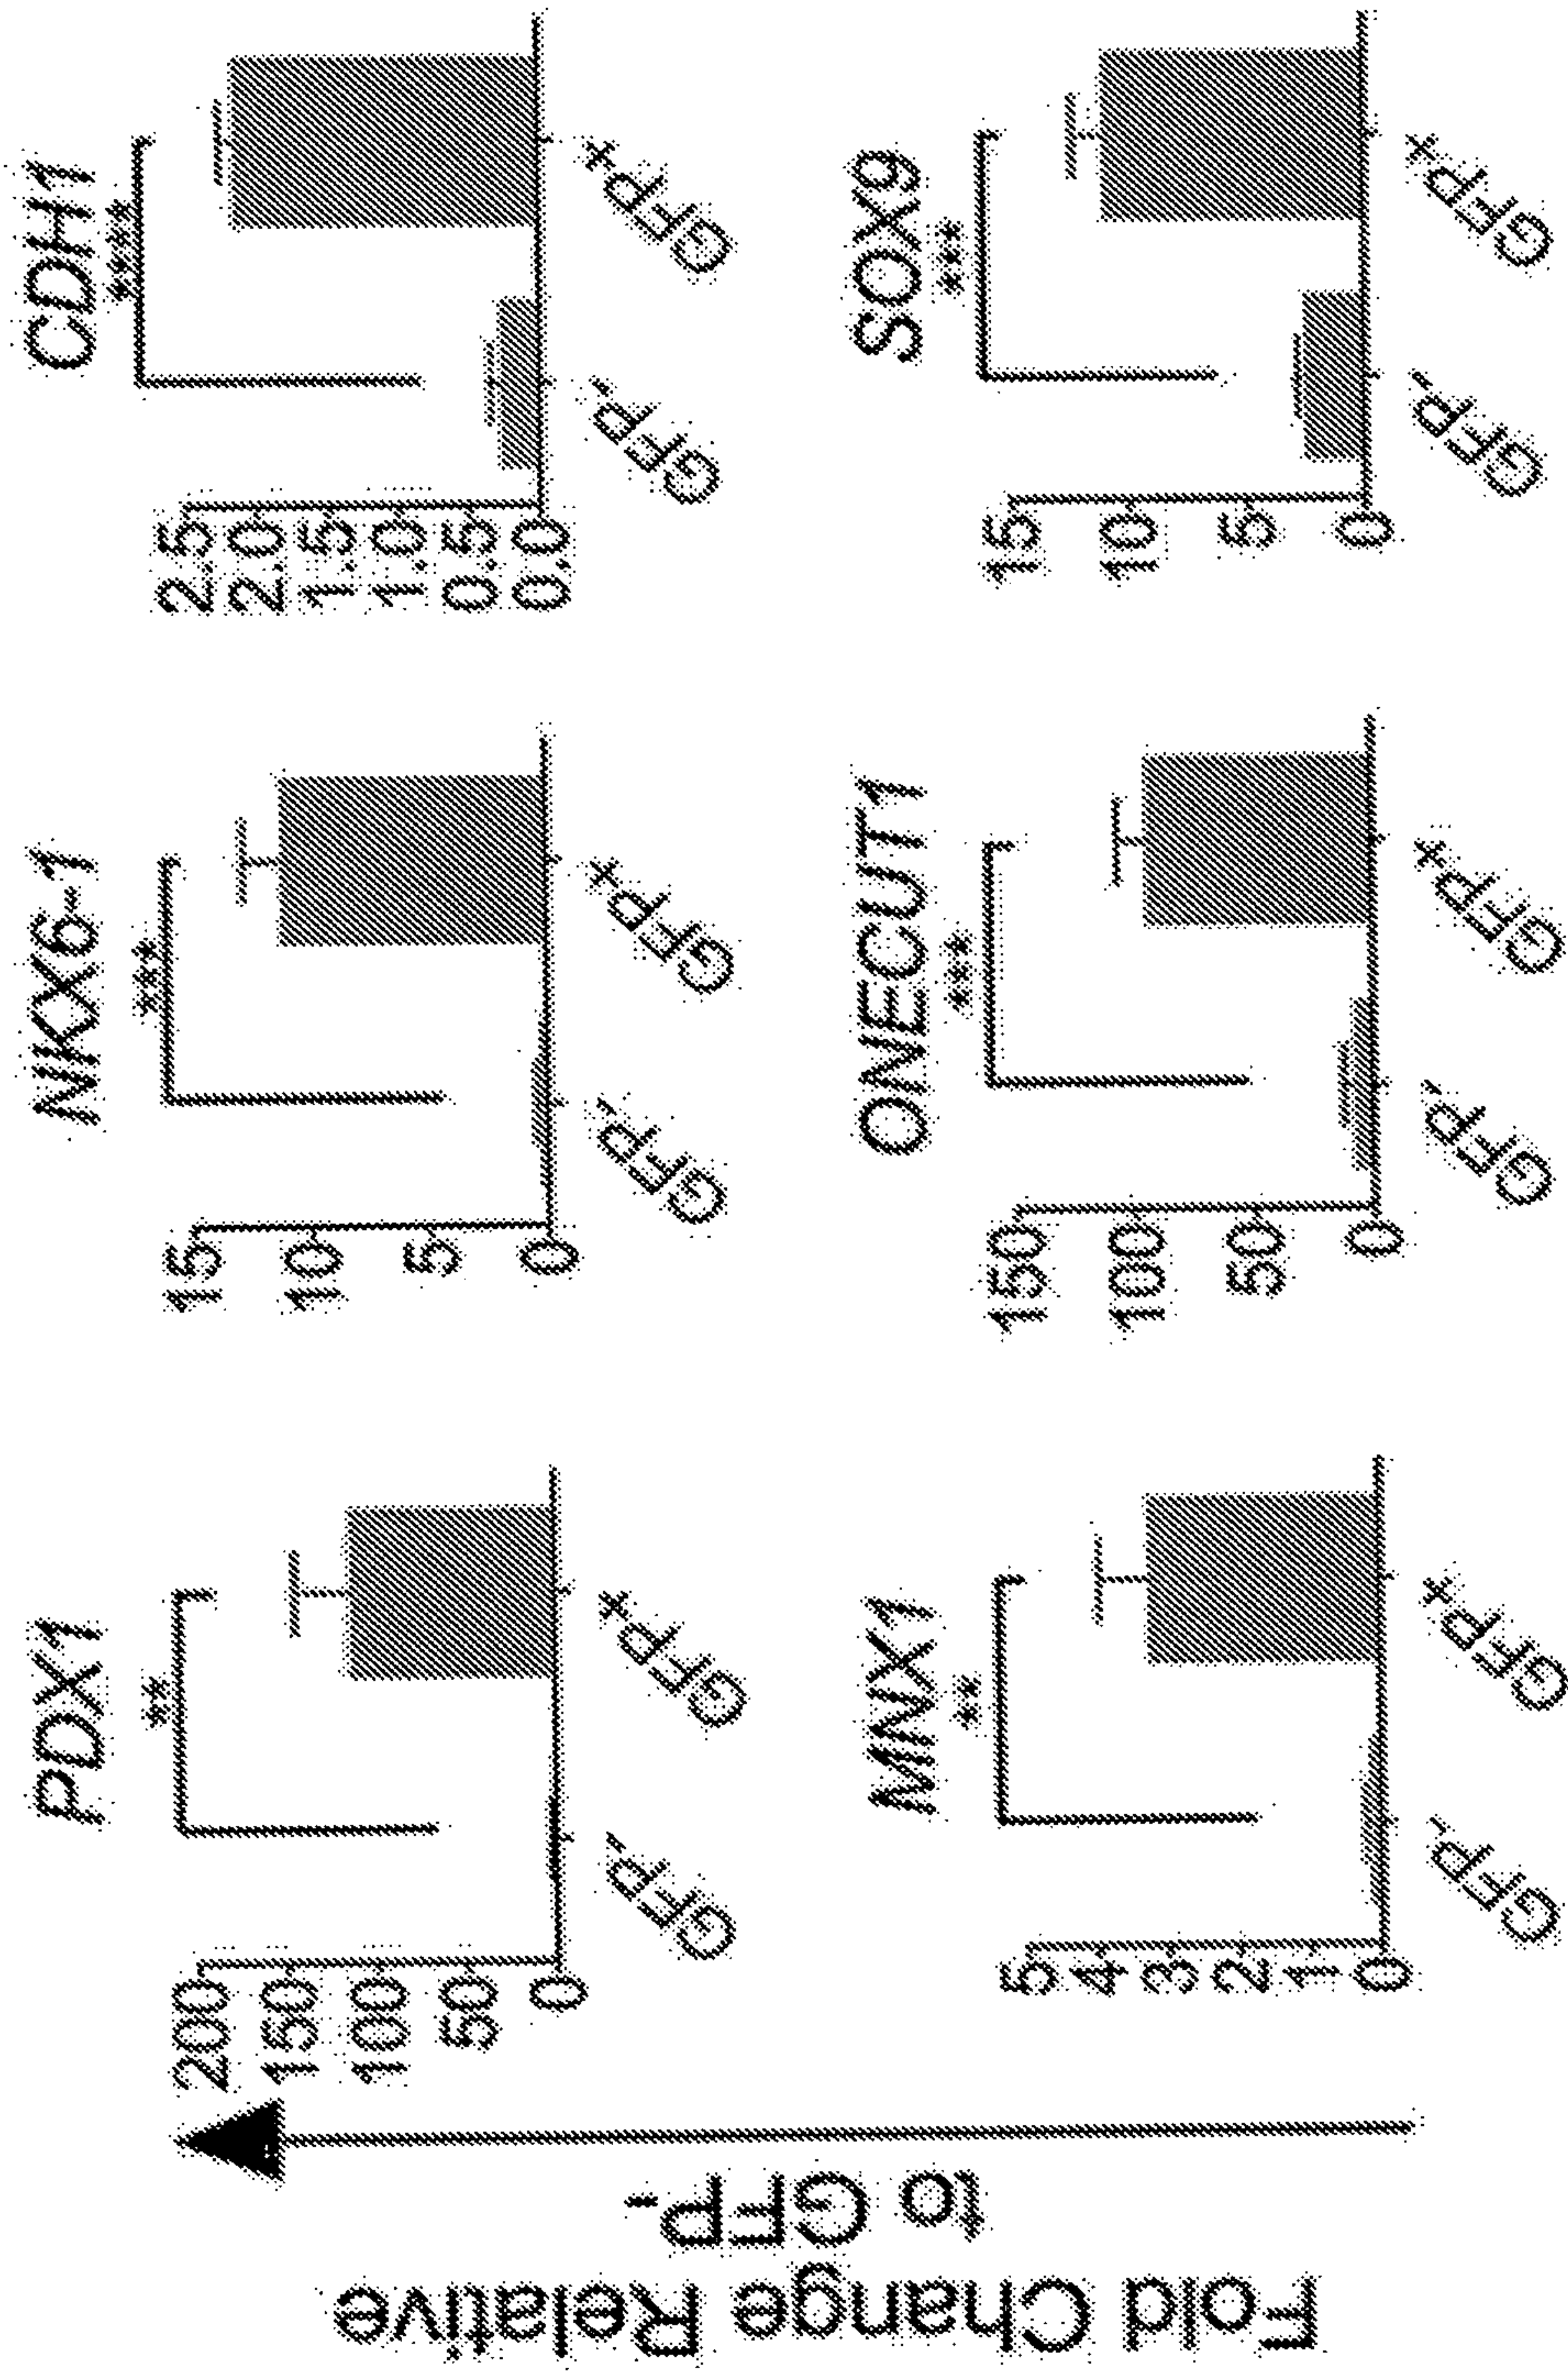 Fold Change Relative
to GFP-
PDX1
**
200
150
100
50
0
GFP-
GFP+
NKX6-1
***
15
10
5
0
GFP-
GFP+
CDH1
****
2.5
2.0
1.5
1.0
0.5
0.0
GFP-
GFP+
MNX1
**
5
4
3
2
1
0
GFP-
GFP+
ONECUT1
***
150
100
50
0
GFP-
GFP+
SOX9
***
15
10
5
0
GFP-
GFP+